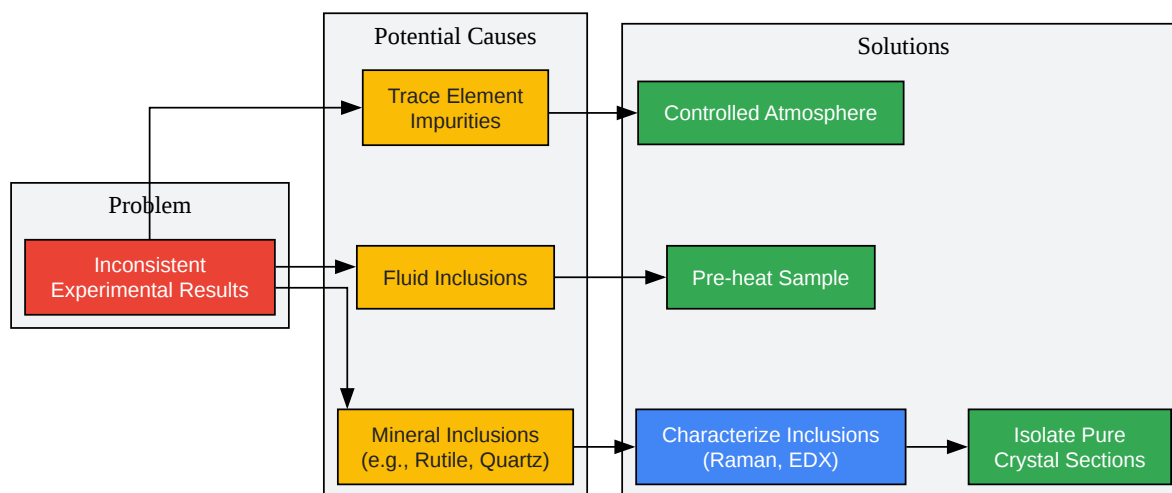 Potential Causes
Solutions
Trace Element
Impurities
Controlled Atmosphere
Problem
Inconsistent
Experimental Results
Fluid Inclusions
Pre-heat Sample
Mineral Inclusions
(e.g., Rutile, Quartz)
Characterize Inclusions
(Raman, EDX)
Isolate Pure
Crystal Sections